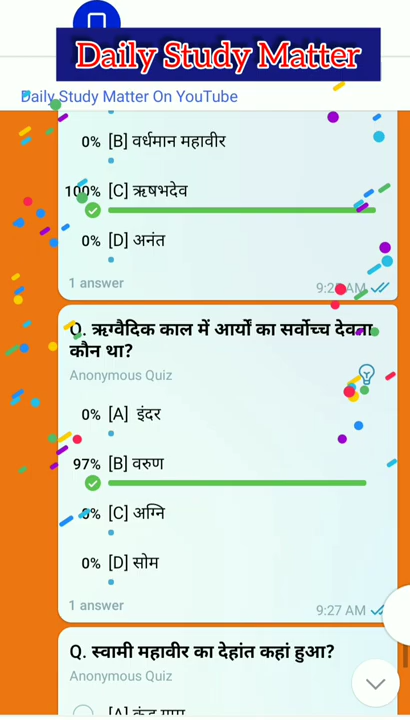 Daily Study Matter
Daily Study Matter On YouTube
0% [B] वर्धमान महावीर
100% [C] ऋषभदेव
0% [D] अनंत
1 answer
AM
Q. ऋग्वैदिक काल में आर्यों का सर्वोच्च देवता
कौन था?
Anonymous Quiz
0% [A] इंदर
97% [B] वरुण
0% [C] अग्नि
0% [D] सोम
1 answer 9:27 AM
Q. स्वामी महावीर का देहांत कहां हुआ?
Anonymous Quiz
[A]